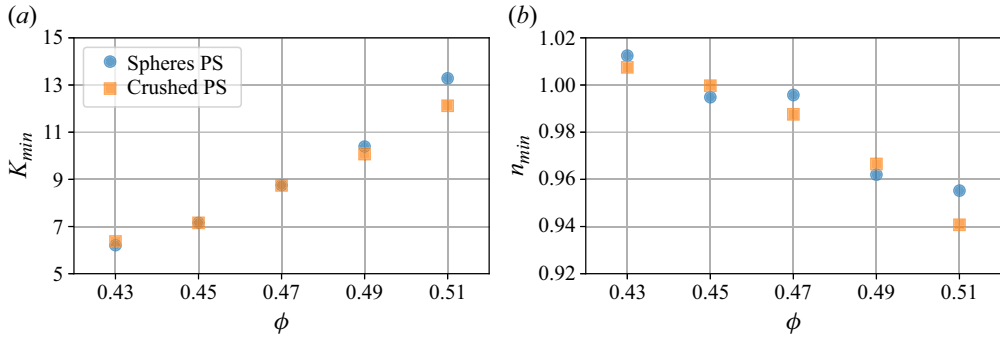 (a)
15
13
11
9
7
5
K_min
Spheres PS
Crushed PS
0.43 0.45 0.47 0.49 0.51
ϕ
(b)
1.02
1.00
0.98
0.96
0.94
0.92
n_min
0.43 0.45 0.47 0.49 0.51
ϕ